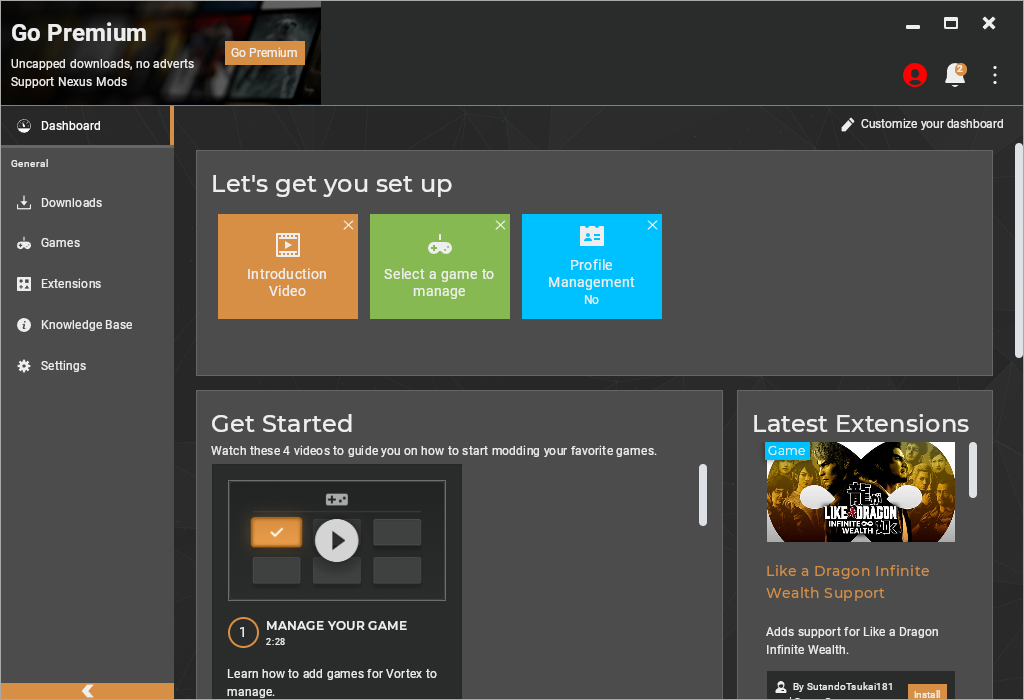 Go Premium
Uncapped downloads, no adverts
Support Nexus Mods
Go Premium
2
Dashboard
Customize your dashboard
General
Downloads
Games
Extensions
Knowledge Base
Settings
Let's get you set up
Introduction
Video
Select a game to
manage
Profile
Management
No
Get Started
Watch these 4 videos to guide you on how to start modding your favorite games.
1
MANAGE YOUR GAME
2:28
Learn how to add games for Vortex to
manage.
Latest Extensions
Game
LIKE A DRAGON
INFINITE
WEALTH
Like a Dragon Infinite
Wealth Support
Adds support for Like a Dragon
Infinite Wealth.
By SutandoTsukai181
Install